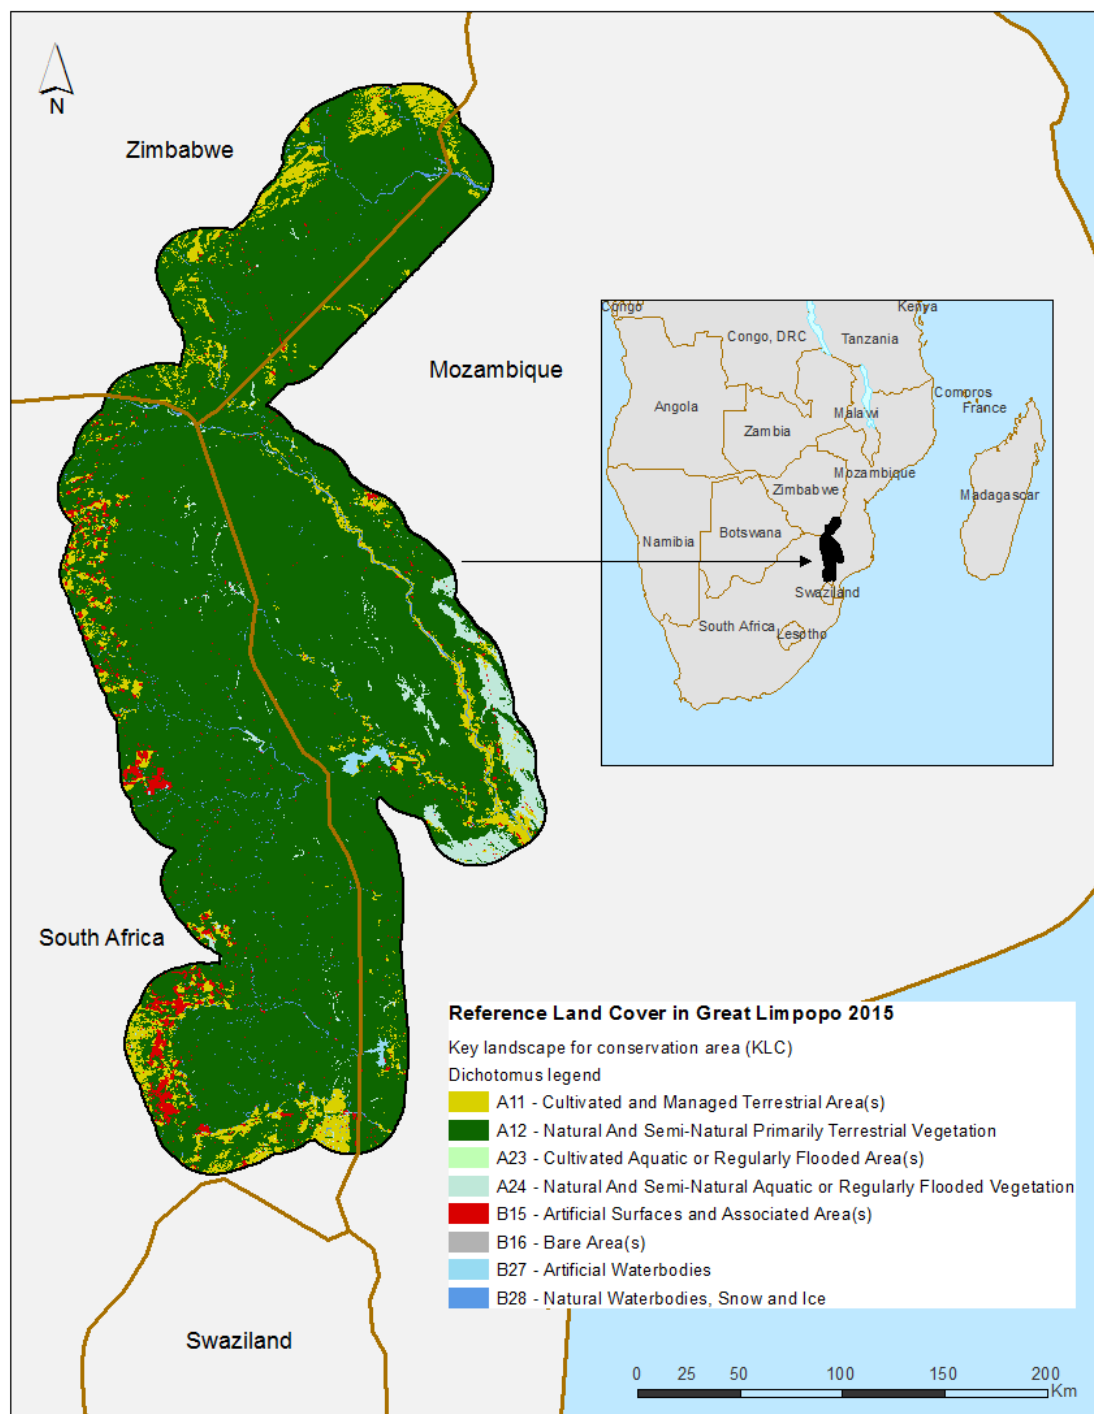 N
Zimbabwe
Mozambique
South Africa
Swaziland
Congo
Kenya
Congo, DRC
Tanzania
Angola
Malawi
Comoros
France
Zambia
Mozambique
Zimbabwe
Madagascar
Botswana
Namibia
Swaziland
South Africa
Lesotho
Reference Land Cover in Great Limpopo 2015
Key landscape for conservation area (KLC)
Dichotomus legend
A11 - Cultivated and Managed Terrestrial Area(s)
A12 - Natural And Semi-Natural Primarily Terrestrial Vegetation
A23 - Cultivated Aquatic or Regularly Flooded Area(s)
A24 - Natural And Semi-Natural Aquatic or Regularly Flooded Vegetation
B15 - Artificial Surfaces and Associated Area(s)
B16 - Bare Area(s)
B27 - Artificial Waterbodies
B28 - Natural Waterbodies, Snow and Ice
0 25 50 100 150 200
Km